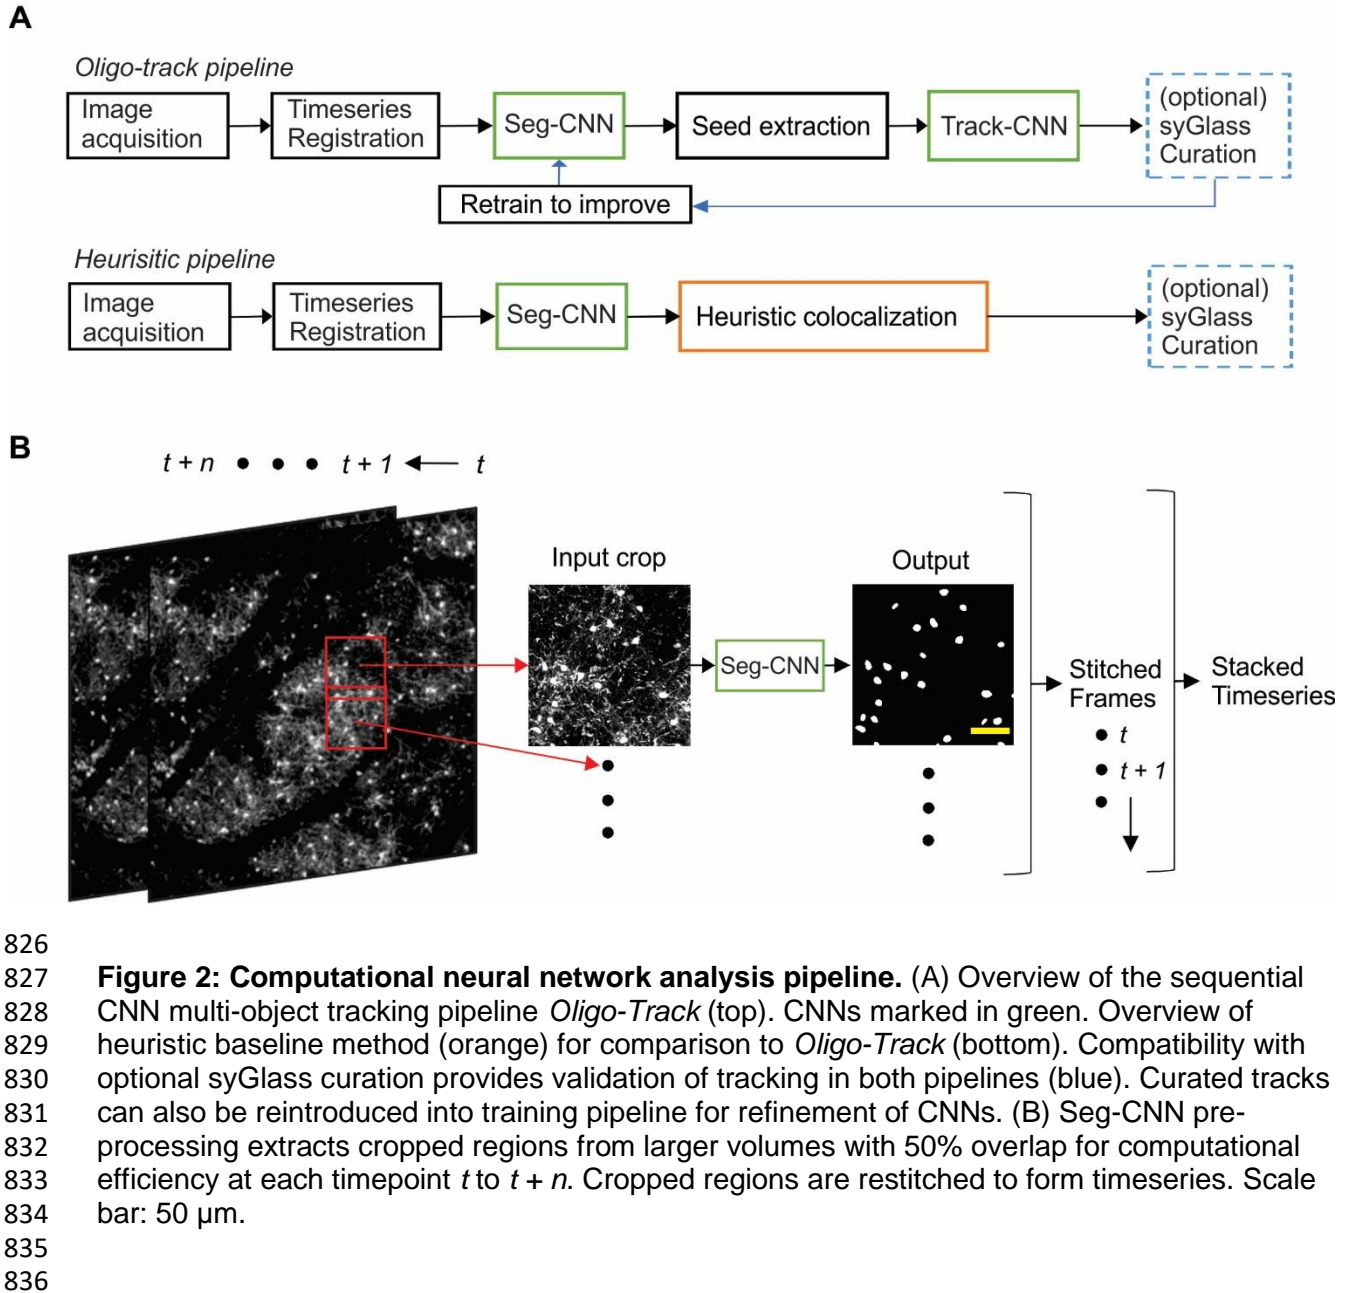 A
Oligo-track pipeline
Image
acquisition
Timeseries
Registration
Seg-CNN
Seed extraction
Track-CNN
(optional)
syGlass
Curation
Retrain to improve
Heurisitic pipeline
Image
acquisition
Timeseries
Registration
Seg-CNN
Heuristic colocalization
(optional)
syGlass
Curation
B
t + n • • • t + 1 t
Input crop
Output
Seg-CNN
Stitched
Frames
• t
• t + 1
•
Stacked
Timeseries
826
827 Figure 2: Computational neural network analysis pipeline. (A) Overview of the sequential
828 CNN multi-object tracking pipeline Oligo-Track (top). CNNs marked in green. Overview of
829 heuristic baseline method (orange) for comparison to Oligo-Track (bottom). Compatibility with
830 optional syGlass curation provides validation of tracking in both pipelines (blue). Curated tracks
831 can also be reintroduced into training pipeline for refinement of CNNs. (B) Seg-CNN pre-
832 processing extracts cropped regions from larger volumes with 50% overlap for computational
833 efficiency at each timepoint t to t + n. Cropped regions are restitched to form timeseries. Scale
834 bar: 50 µm.
835
836